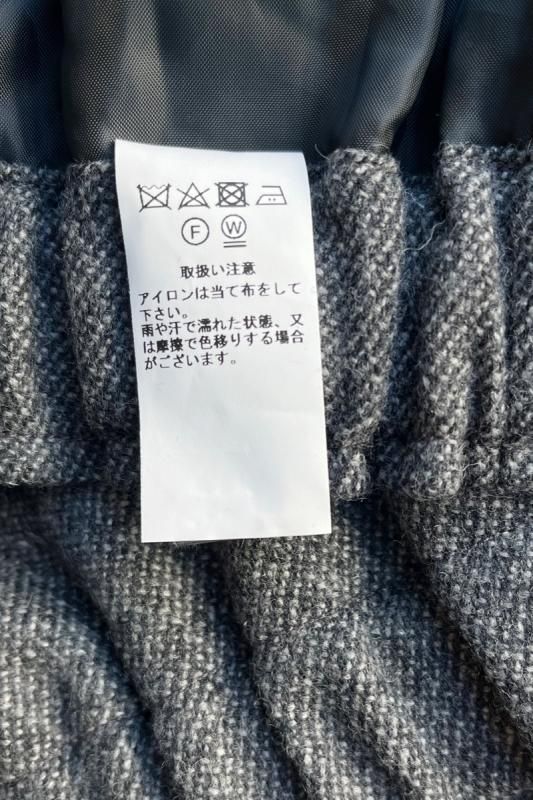 F W
取扱い注意
アイロンは当て布をして
下さい。
雨や汗で濡れた状態、又
は摩擦で色移りする場合
がございます。